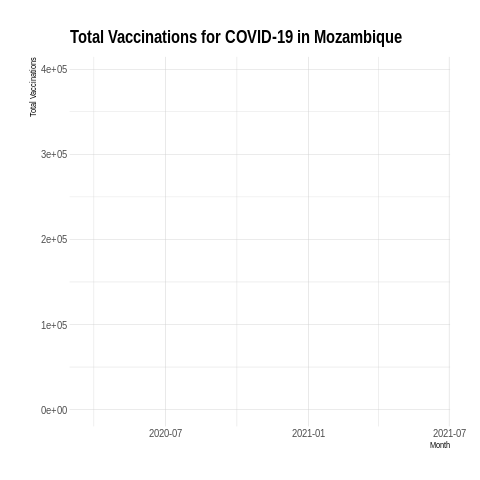 Total Vaccinations for COVID-19 in Mozambique
Total Vaccinations
4e+05
3e+05
2e+05
1e+05
0e+00
2020-07
2021-01
2021-07
Month